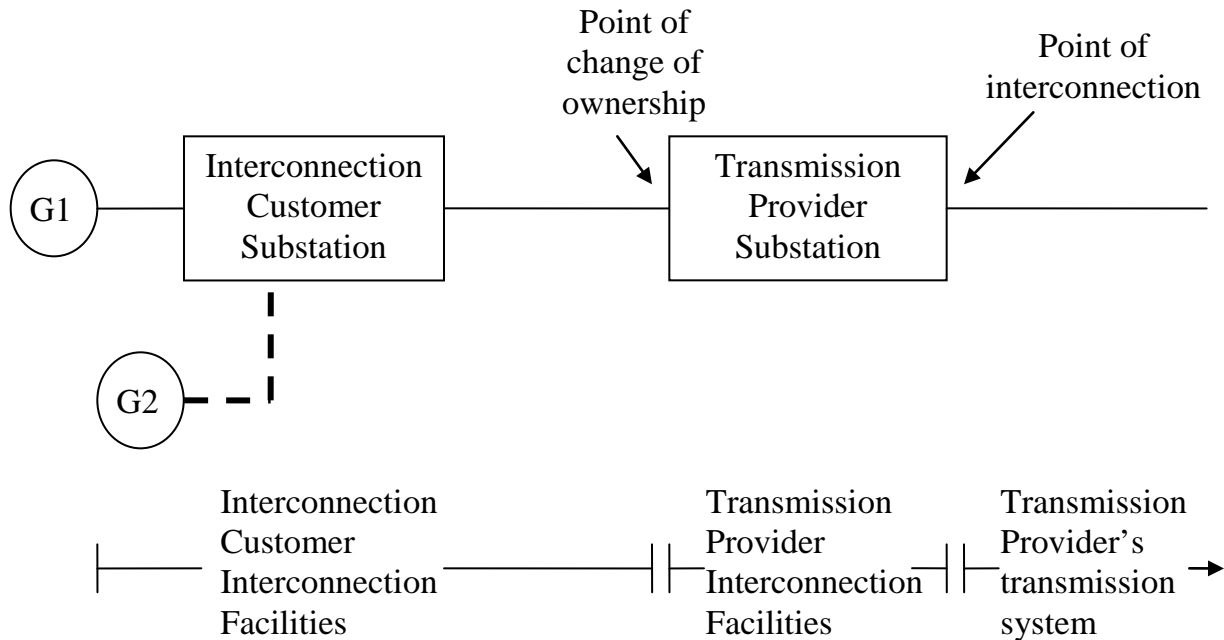 Point of
change of
ownership
Point of
interconnection
G1
Interconnection
Customer
Substation
Transmission
Provider
Substation
G2
Interconnection
Customer
Interconnection
Facilities
Transmission
Provider
Interconnection
Facilities
Transmission
Provider’s
transmission
system